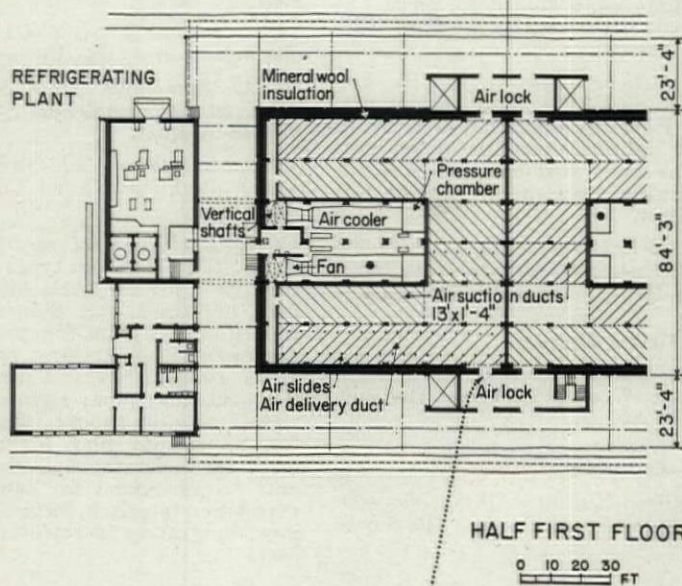 REFRIGERATING
PLANT
Mineral wool
insulation
Air lock
23'-4"
Pressure
chamber
Vertical
shafts
Air cooler
Fan
84'-3"
Air suction ducts
13'x1'-4"
Air slides
Air delivery duct
Air lock
23'-4"
HALF FIRST FLOOR
0 10 20 30
FT